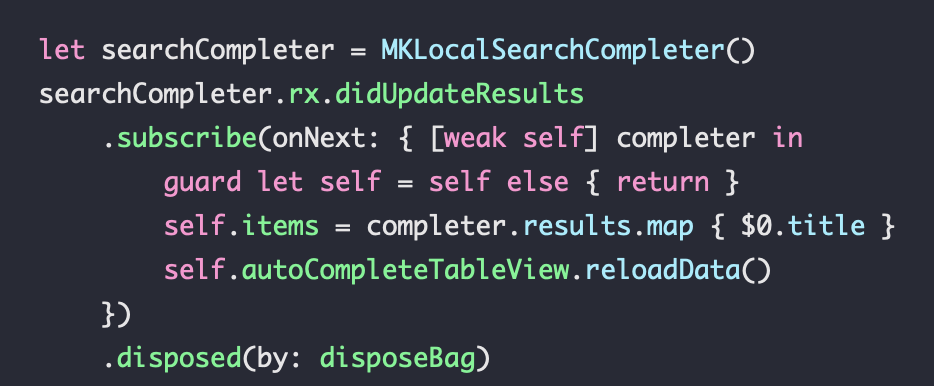 let searchCompleter = MKLocalSearchCompleter()
searchCompleter.rx.didUpdateResults
    .subscribe(onNext: { [weak self] completer in
        guard let self = self else { return }
        self.items = completer.results.map { $0.title }
        self.autoCompleteTableView.reloadData()
    })
    .disposed(by: disposeBag)